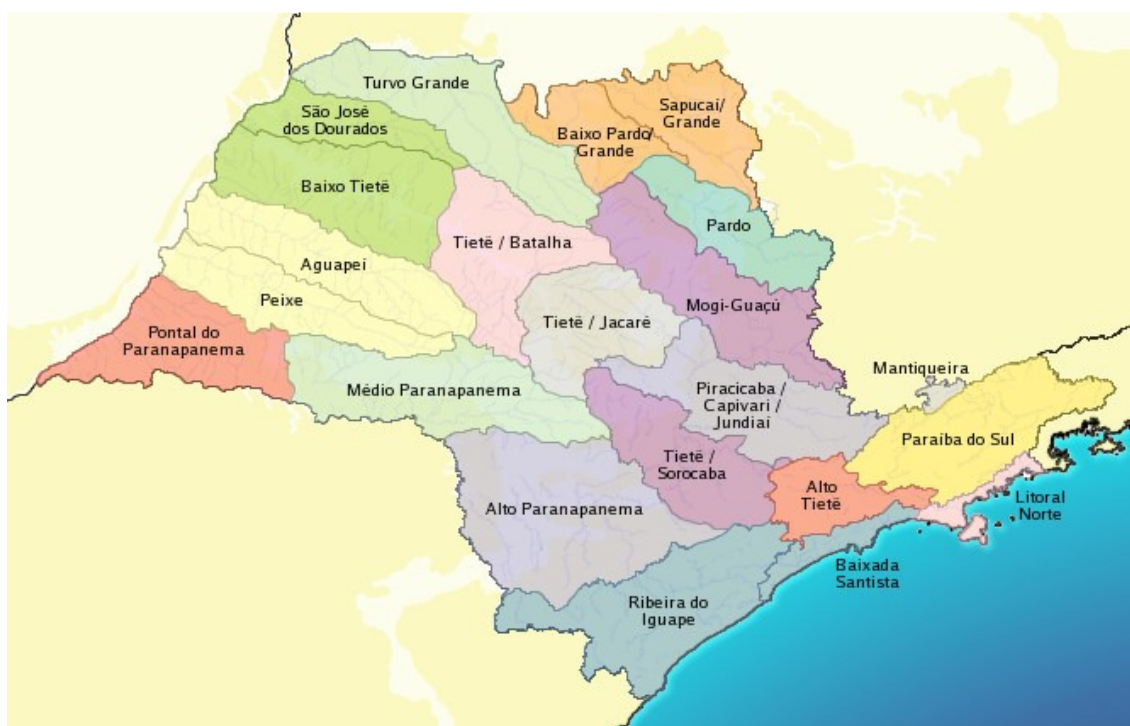 Turvo Grande
São José
dos Dourados
Sapucaí/
Grande
Baixo Pardo/
Grande
Baixo Tietê
Pardo
Tietê / Batalha
Aguapeí
Peixe
Mogi-Guaçú
Tietê / Jacaré
Pontal do
Paranapanema
Médio Paranapanema
Mantiqueira
Piracicaba /
Capivari /
Jundiaí
Paraíba do Sul
Tietê /
Sorocaba
Alto
Tietê
Litoral
Norte
Alto Paranapanema
Baixada
Santista
Ribeira do
Iguape